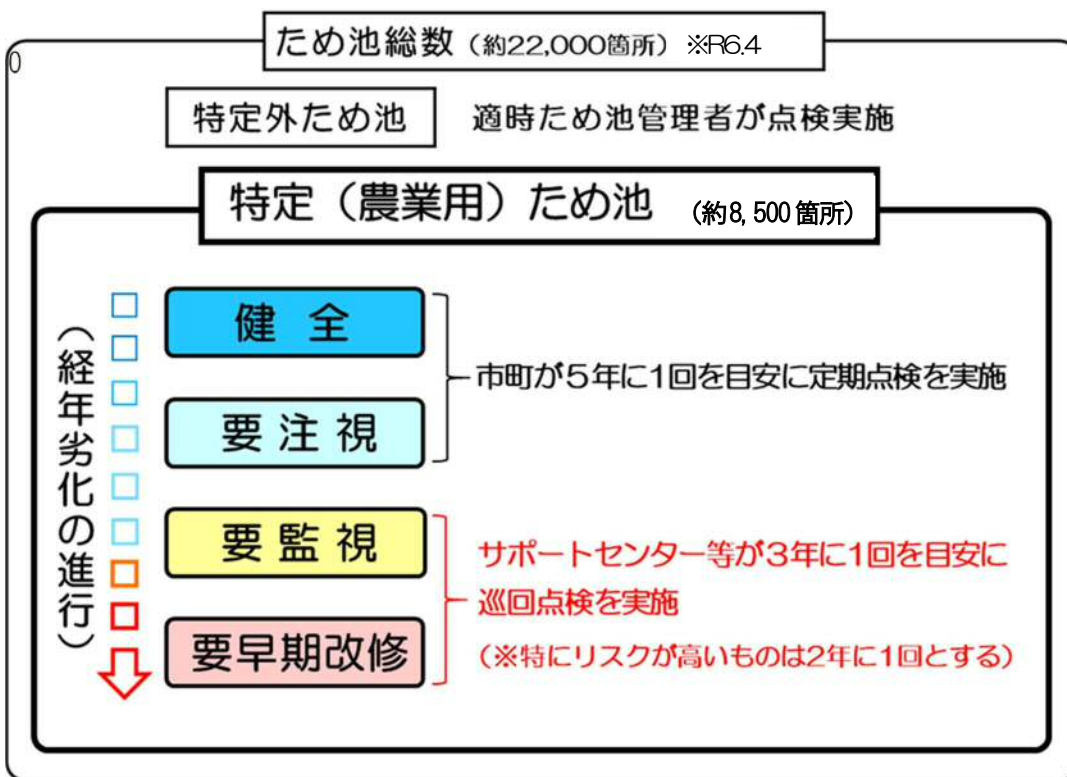 ため池総数（約22,000箇所）※R6.4
0
特定外ため池 適時ため池管理者が点検実施
特定（農業用）ため池 （約8,500箇所）
（経年劣化の進行）
健 全
要 注 視
市町が５年に１回を目安に定期点検を実施
要 監 視
要早期改修
サポートセンター等が３年に１回を目安に
巡回点検を実施
（※特にリスクが高いものは2年に１回とする）